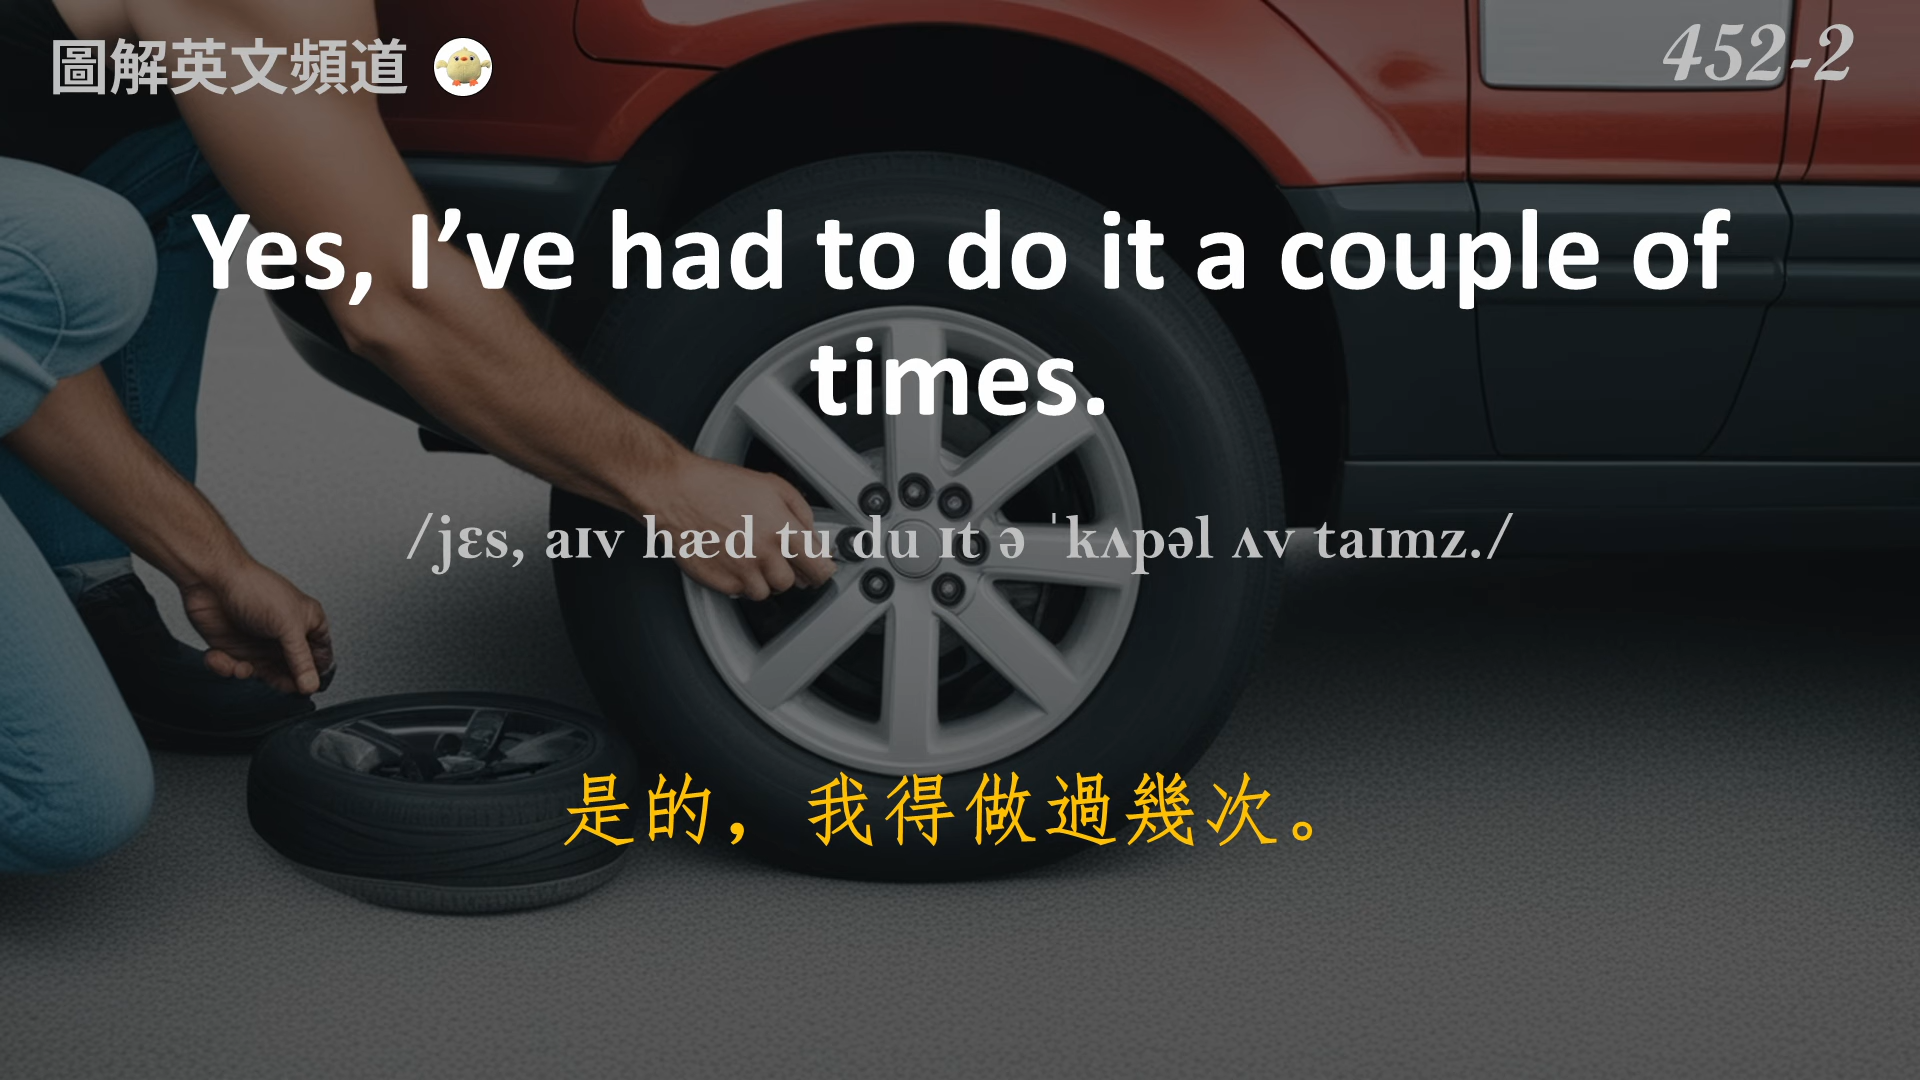 圖解英文頻道
452-2
Yes, I’ve had to do it a couple of
times.
/jɛs, aɪv hæd tu du ɪt ə ˈkʌpəl ʌv taɪmz./
是的，我得做過幾次。